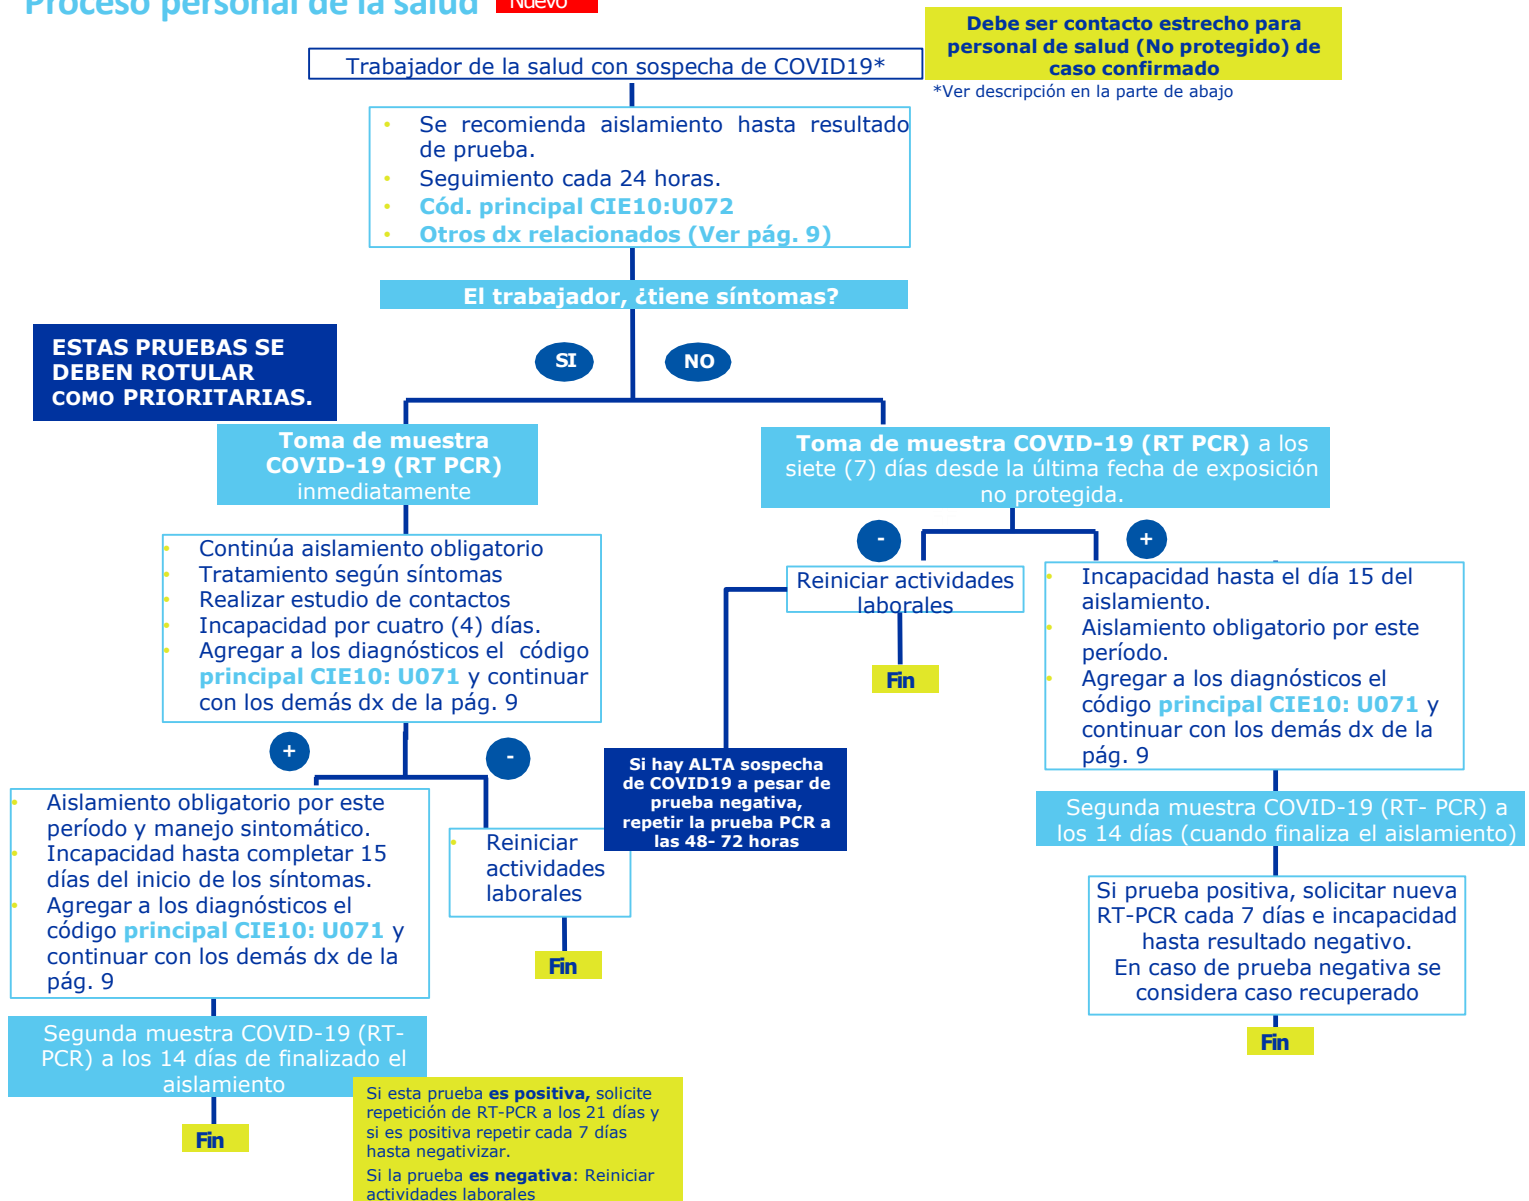 Proceso personal de la salud
Nuevo
Debe ser contacto estrecho para
personal de salud (No protegido) de
caso confirmado
*Ver descripción en la parte de abajo
Trabajador de la salud con sospecha de COVID19*
• Se recomienda aislamiento hasta resultado
de prueba.
• Seguimiento cada 24 horas.
• Cód. principal CIE10:U072
• Otros dx relacionados (Ver pág. 9)
El trabajador, ¿tiene síntomas?
ESTAS PRUEBAS SE
DEBEN ROTULAR
COMO PRIORITARIAS.
SI
NO
Toma de muestra
COVID-19 (RT PCR)
inmediatamente
Toma de muestra COVID-19 (RT PCR) a los
siete (7) días desde la última fecha de exposición
no protegida.
• Continúa aislamiento obligatorio
• Tratamiento según síntomas
• Realizar estudio de contactos
• Incapacidad por cuatro (4) días.
• Agregar a los diagnósticos el código
principal CIE10: U071 y continuar
con los demás dx de la pág. 9
-
+
Reiniciar actividades
laborales
Fin
• Incapacidad hasta el día 15 del
aislamiento.
• Aislamiento obligatorio por este
período.
• Agregar a los diagnósticos el
código principal CIE10: U071 y
continuar con los demás dx de la
pág. 9
+
-
Si hay ALTA sospecha
de COVID19 a pesar de
prueba negativa,
repetir la prueba PCR a
las 48- 72 horas
• Aislamiento obligatorio por este
período y manejo sintomático.
• Incapacidad hasta completar 15
días del inicio de los síntomas.
• Agregar a los diagnósticos el
código principal CIE10: U071 y
continuar con los demás dx de la
pág. 9
• Reiniciar
actividades
laborales
Fin
Segunda muestra COVID-19 (RT- PCR) a
los 14 días (cuando finaliza el aislamiento)
Si prueba positiva, solicitar nueva
RT-PCR cada 7 días e incapacidad
hasta resultado negativo.
En caso de prueba negativa se
considera caso recuperado
Fin
Segunda muestra COVID-19 (RT-
PCR) a los 14 días de finalizado el
aislamiento
Fin
Si esta prueba es positiva, solicite
repetición de RT-PCR a los 21 días y
si es positiva repetir cada 7 días
hasta negativizar.
Si la prueba es negativa: Reiniciar
actividades laborales